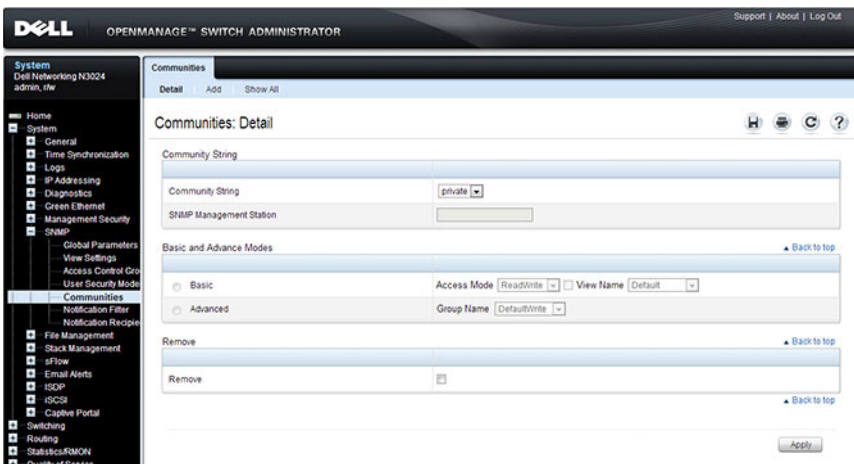 Support | About | Log Out
DELL
OPENMANAGE™ SWITCH ADMINISTRATOR
System
Dell Networking N3024
admin, r/w
Home
System
General
Time Synchronization
Logs
IP Addressing
Diagnostics
Green Ethernet
Management Security
SNMP
Global Parameters
View Settings
Access Control Gro
User Security Mode
Communities
Notification Filter
Notification Recipie
File Management
Stack Management
sFlow
Email Alerts
ISDP
iSCSI
Captive Portal
Switching
Routing
Statistics/RMON
Quality of Service
Communities
Detail Add Show All
Communities: Detail
Community String
Community String private
SNMP Management Station
Basic and Advance Modes Back to top
Basic Access Mode ReadWrite View Name Default
Advanced Group Name DefaultWrite
Remove Back to top
Remove
Back to top
Apply